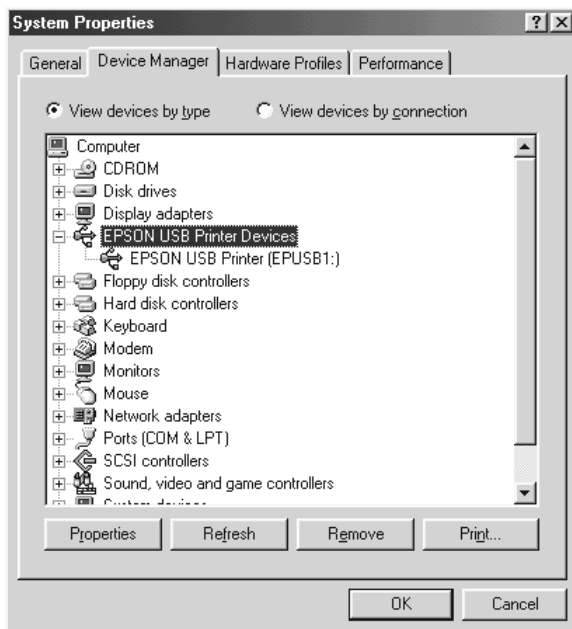 System Properties
General Device Manager Hardware Profiles Performance
View devices by type View devices by connection
Computer
CDROM
Disk drives
Display adapters
EPSON USB Printer Devices
EPSON USB Printer (EPUSB1:)
Floppy disk controllers
Hard disk controllers
Keyboard
Modem
Monitors
Mouse
Network adapters
Ports (COM & LPT)
SCSI controllers
Sound, video and game controllers
Properties Refresh Remove Print...
OK Cancel